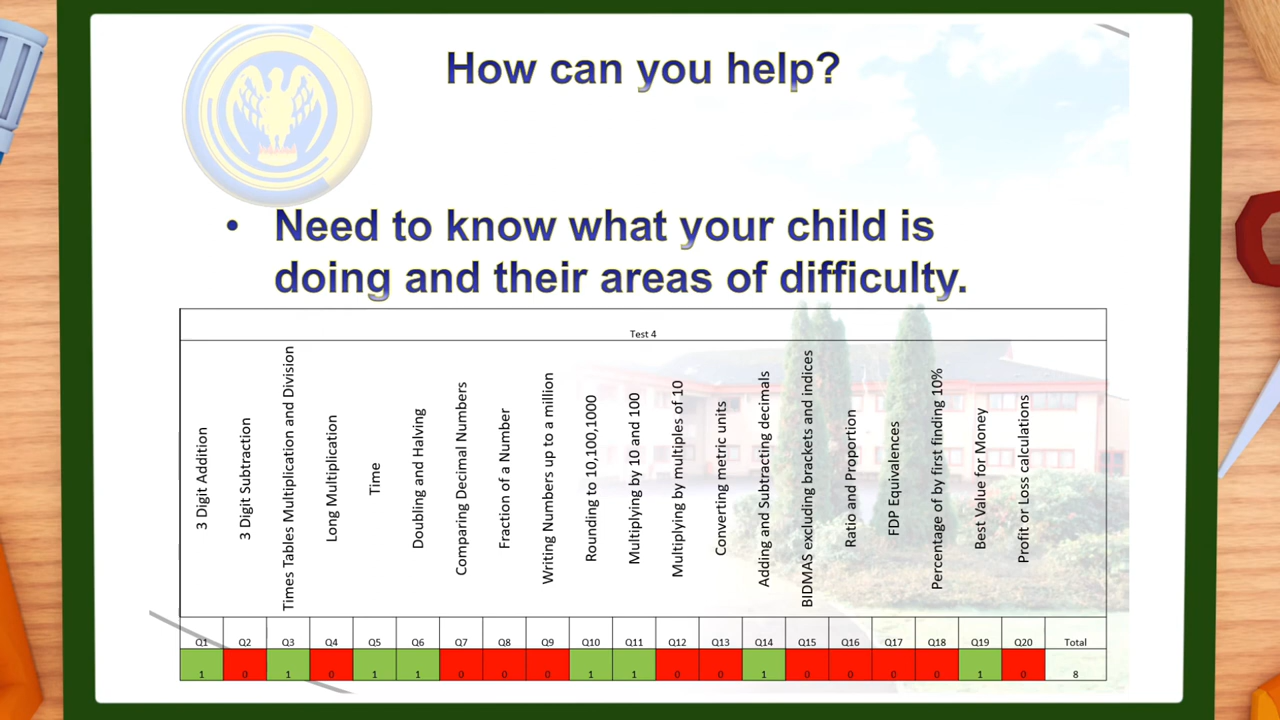 How can you help?
• Need to know what your child is
doing and their areas of difficulty.
Test 4
3 Digit Addition
3 Digit Subtraction
Times Tables Multiplication and Division
Long Multiplication
Time
Doubling and Halving
Comparing Decimal Numbers
Fraction of a Number
Writing Numbers up to a million
Rounding to 10,100,1000
Multiplying by 10 and 100
Multiplying by multiples of 10
Converting metric units
Adding and Subtracting decimals
BIDMAS excluding brackets and indices
Ratio and Proportion
FDP Equivalences
Percentage of by first finding 10%
Best Value for Money
Profit or Loss calculations
Q1 Q2 Q3 Q4 Q5 Q6 Q7 Q8 Q9 Q10 Q11 Q12 Q13 Q14 Q15 Q16 Q17 Q18 Q19 Q20 Total
1 0 1 0 1 1 0 0 0 1 1 0 0 1 0 0 0 0 1 0 8